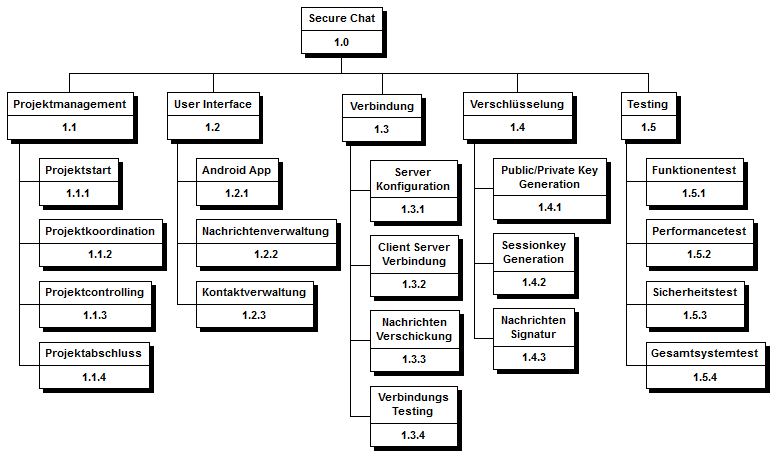 Secure Chat
1.0
Projektmanagement
1.1
Projektstart
1.1.1
Projektkoordination
1.1.2
Projektcontrolling
1.1.3
Projektabschluss
1.1.4
User Interface
1.2
Android App
1.2.1
Nachrichtenverwaltung
1.2.2
Kontaktverwaltung
1.2.3
Verbindung
1.3
Server
Konfiguration
1.3.1
Client Server
Verbindung
1.3.2
Nachrichten
Verschickung
1.3.3
Verbindungs
Testing
1.3.4
Verschlüsselung
1.4
Public/Private Key
Generation
1.4.1
Sessionkey
Generation
1.4.2
Nachrichten
Signatur
1.4.3
Testing
1.5
Funktionentest
1.5.1
Performancetest
1.5.2
Sicherheitstest
1.5.3
Gesamtsystemtest
1.5.4